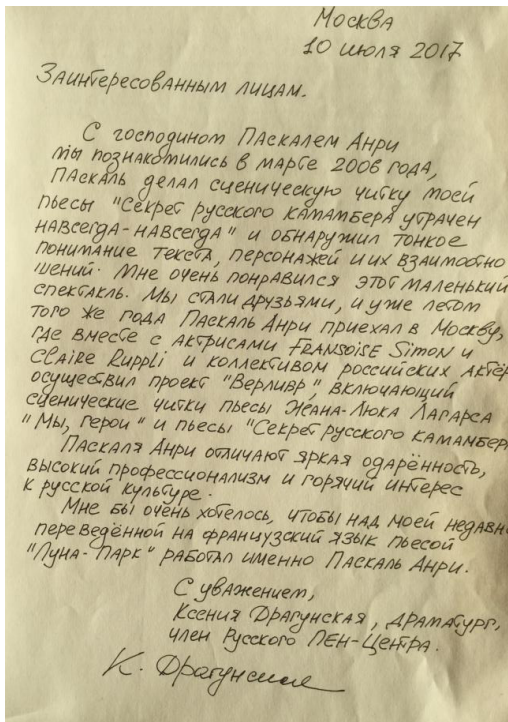 Москва
10 июля 2017
Заинтересованным лицам.
С господином Паскалем Анри
мы познакомились в марте 2006 года,
Паскаль делал сценическую читку моей
пьесы "Секрет русского камамбера утрачен
навсегда-навсегда" и обнаружил тонкое
понимание текста, персонажей и их взаимоотно
шений. Мне очень понравился этот маленький
спектакль. Мы стали друзьями, и уже летом
того же года Паскаль Анри приехал в Москву,
где вместе с актрисами Fransoise Simon и
Claire Ruppli и коллективом российских актёр
осуществил проект "Верливр", включающий
сценические читки пьесы Жана-Люка Лагарса
"Мы, герои" и пьесы "Секрет русского камамбер
Паскаля Анри отличают яркая одарённость,
высокий профессионализм и горячий интерес
к русской культуре.
Мне бы очень хотелось, чтобы над моей недавн
переведённой на французский язык пьесой
"Луна-Парк" работал именно Паскаль Анри.
С уважением,
Ксения Драгунская, драматург,
член Русского ПЕН-Центра.
К. Драгунская